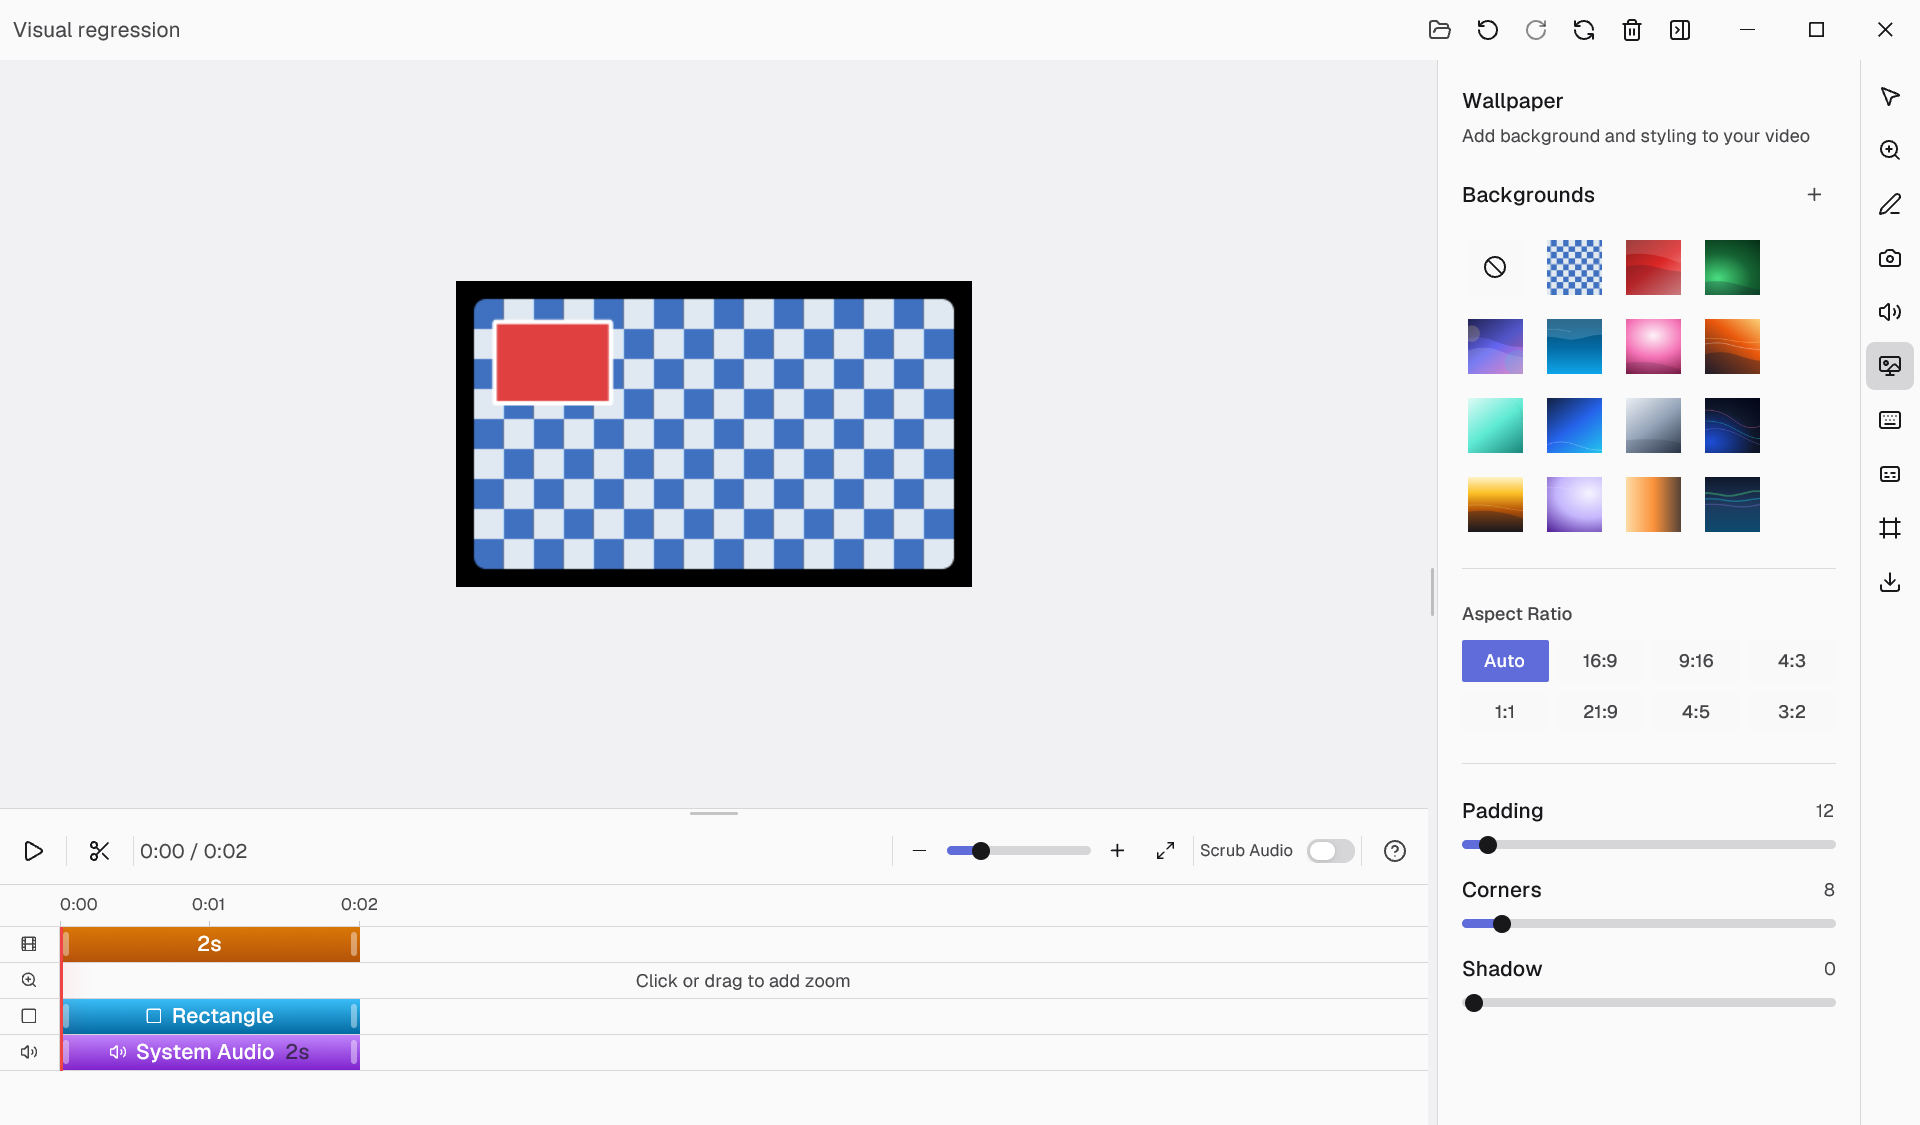 Visual regression
Wallpaper
Add background and styling to your video
Backgrounds
Aspect Ratio
Auto 16:9 9:16 4:3
1:1 21:9 4:5 3:2
Padding 12
Corners 8
Shadow 0
0:00 / 0:02
Scrub Audio
0:00 0:01 0:02
2s
Click or drag to add zoom
Rectangle
System Audio 2s